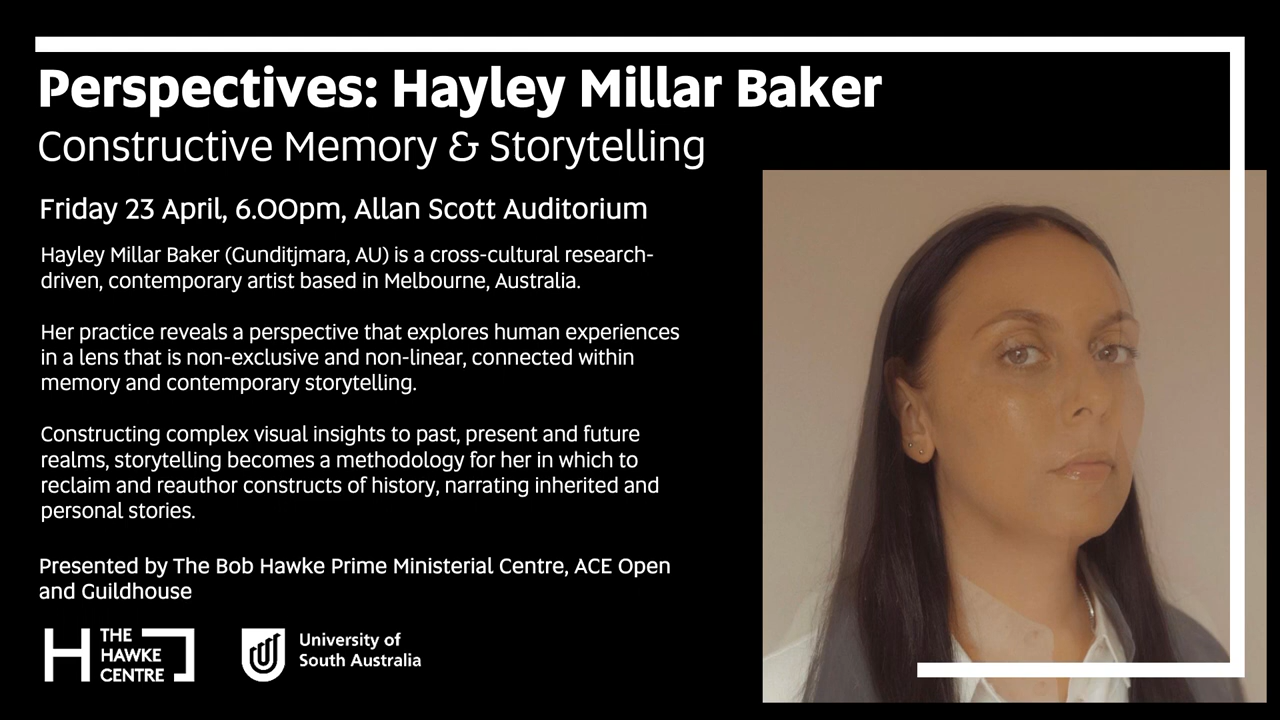 Perspectives: Hayley Millar Baker
Constructive Memory & Storytelling
Friday 23 April, 6.00pm, Allan Scott Auditorium
Hayley Millar Baker (Gunditjmara, AU) is a cross-cultural research-
driven, contemporary artist based in Melbourne, Australia.
Her practice reveals a perspective that explores human experiences
in a lens that is non-exclusive and non-linear, connected within
memory and contemporary storytelling.
Constructing complex visual insights to past, present and future
realms, storytelling becomes a methodology for her in which to
reclaim and reauthor constructs of history, narrating inherited and
personal stories.
Presented by The Bob Hawke Prime Ministerial Centre, ACE Open
and Guildhouse
THE
HAWKE
CENTRE
University of
South Australia